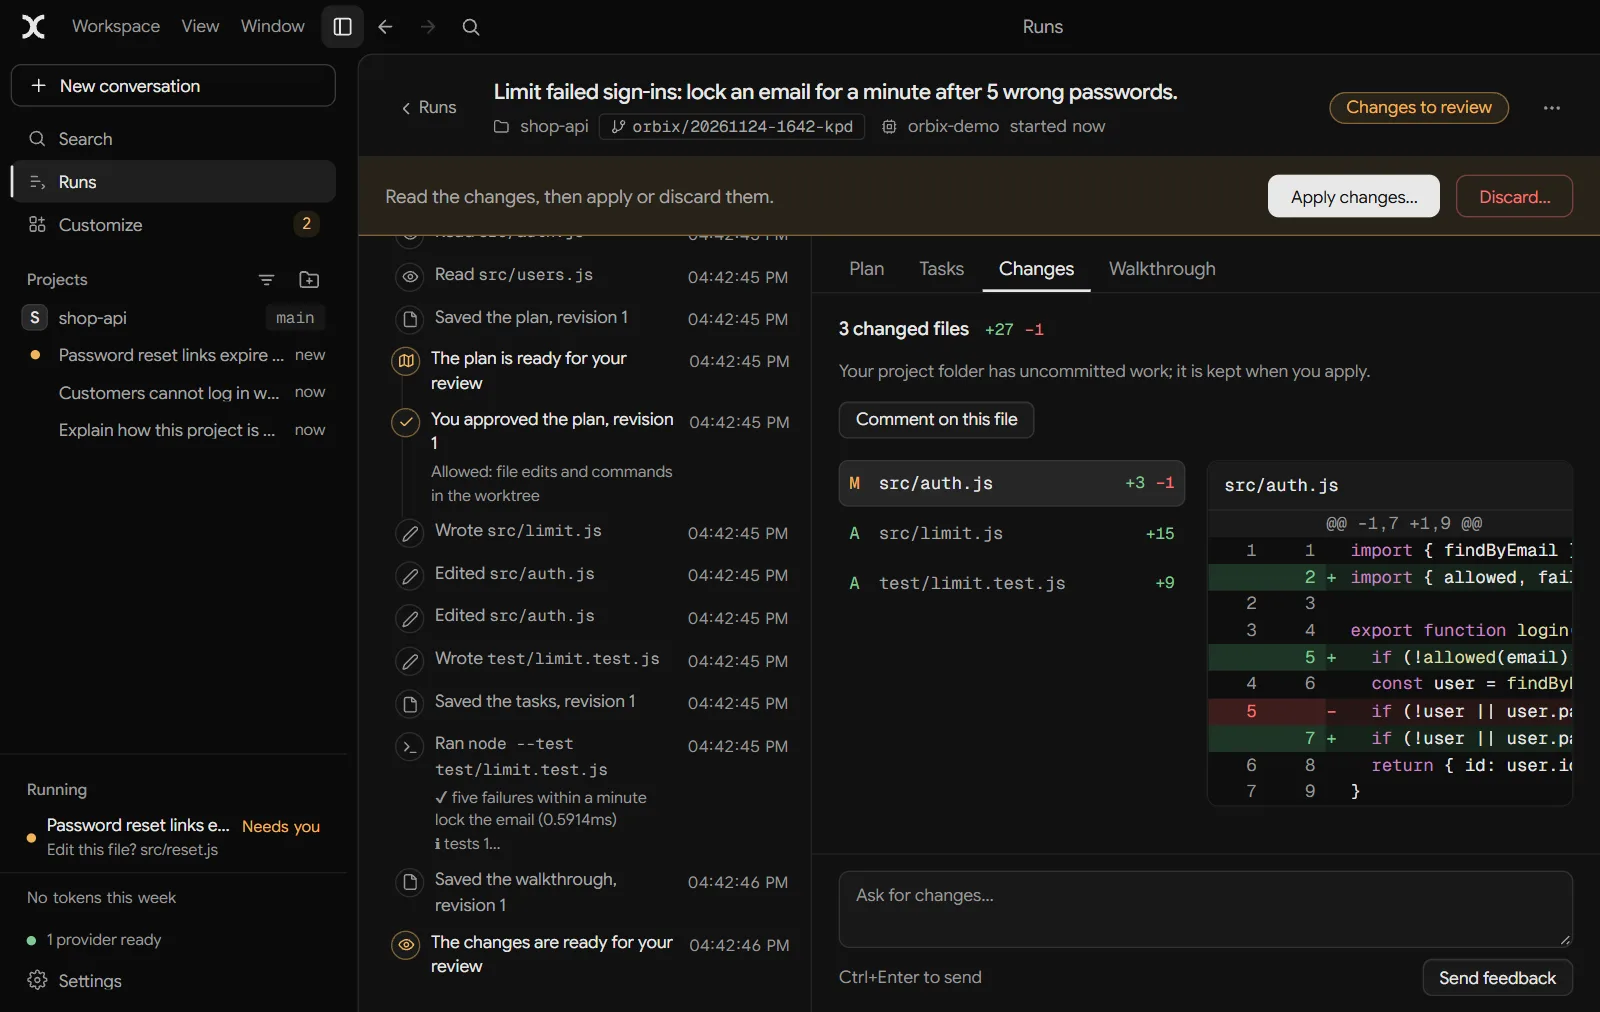 Workspace View Window
Runs
New conversation
Search
Runs
Customize 2
Projects
S shop-api main
Password reset links expire ... new
Customers cannot log in w... now
Explain how this project is ... now
Running
Password reset links e... Needs you
Edit this file? src/reset.js
No tokens this week
1 provider ready
Settings
Runs
Limit failed sign-ins: lock an email for a minute after 5 wrong passwords.
shop-api orbix/20261124-1642-kpd orbix-demo started now
Changes to review
Read the changes, then apply or discard them.
Apply changes...
Discard...
Read src/users.js 04:42:45 PM
Saved the plan, revision 1 04:42:45 PM
The plan is ready for your 04:42:45 PM
review
You approved the plan, revision 04:42:45 PM
1
Allowed: file edits and commands
in the worktree
Wrote src/limit.js 04:42:45 PM
Edited src/auth.js 04:42:45 PM
Edited src/auth.js 04:42:45 PM
Wrote test/limit.test.js 04:42:45 PM
Saved the tasks, revision 1 04:42:45 PM
Ran node --test 04:42:45 PM
test/limit.test.js
✓ five failures within a minute
lock the email (0.5914ms)
ℹ tests 1...
Saved the walkthrough, 04:42:46 PM
revision 1
The changes are ready for your 04:42:46 PM
review
Plan Tasks Changes Walkthrough
3 changed files +27 -1
Your project folder has uncommitted work; it is kept when you apply.
Comment on this file
M src/auth.js +3 -1
A src/limit.js +15
A test/limit.test.js +9
src/auth.js
@@ -1,7 +1,9 @@
1 1 import { findByEmail
2 + import { allowed, fai
2 3
3 4 export function login
5 + if (!allowed(email)
4 6 const user = findBy
5 - if (!user || user.pa
7 + if (!user || user.pa
6 8 return { id: user.i
7 9 }
Ask for changes...
Ctrl+Enter to send
Send feedback